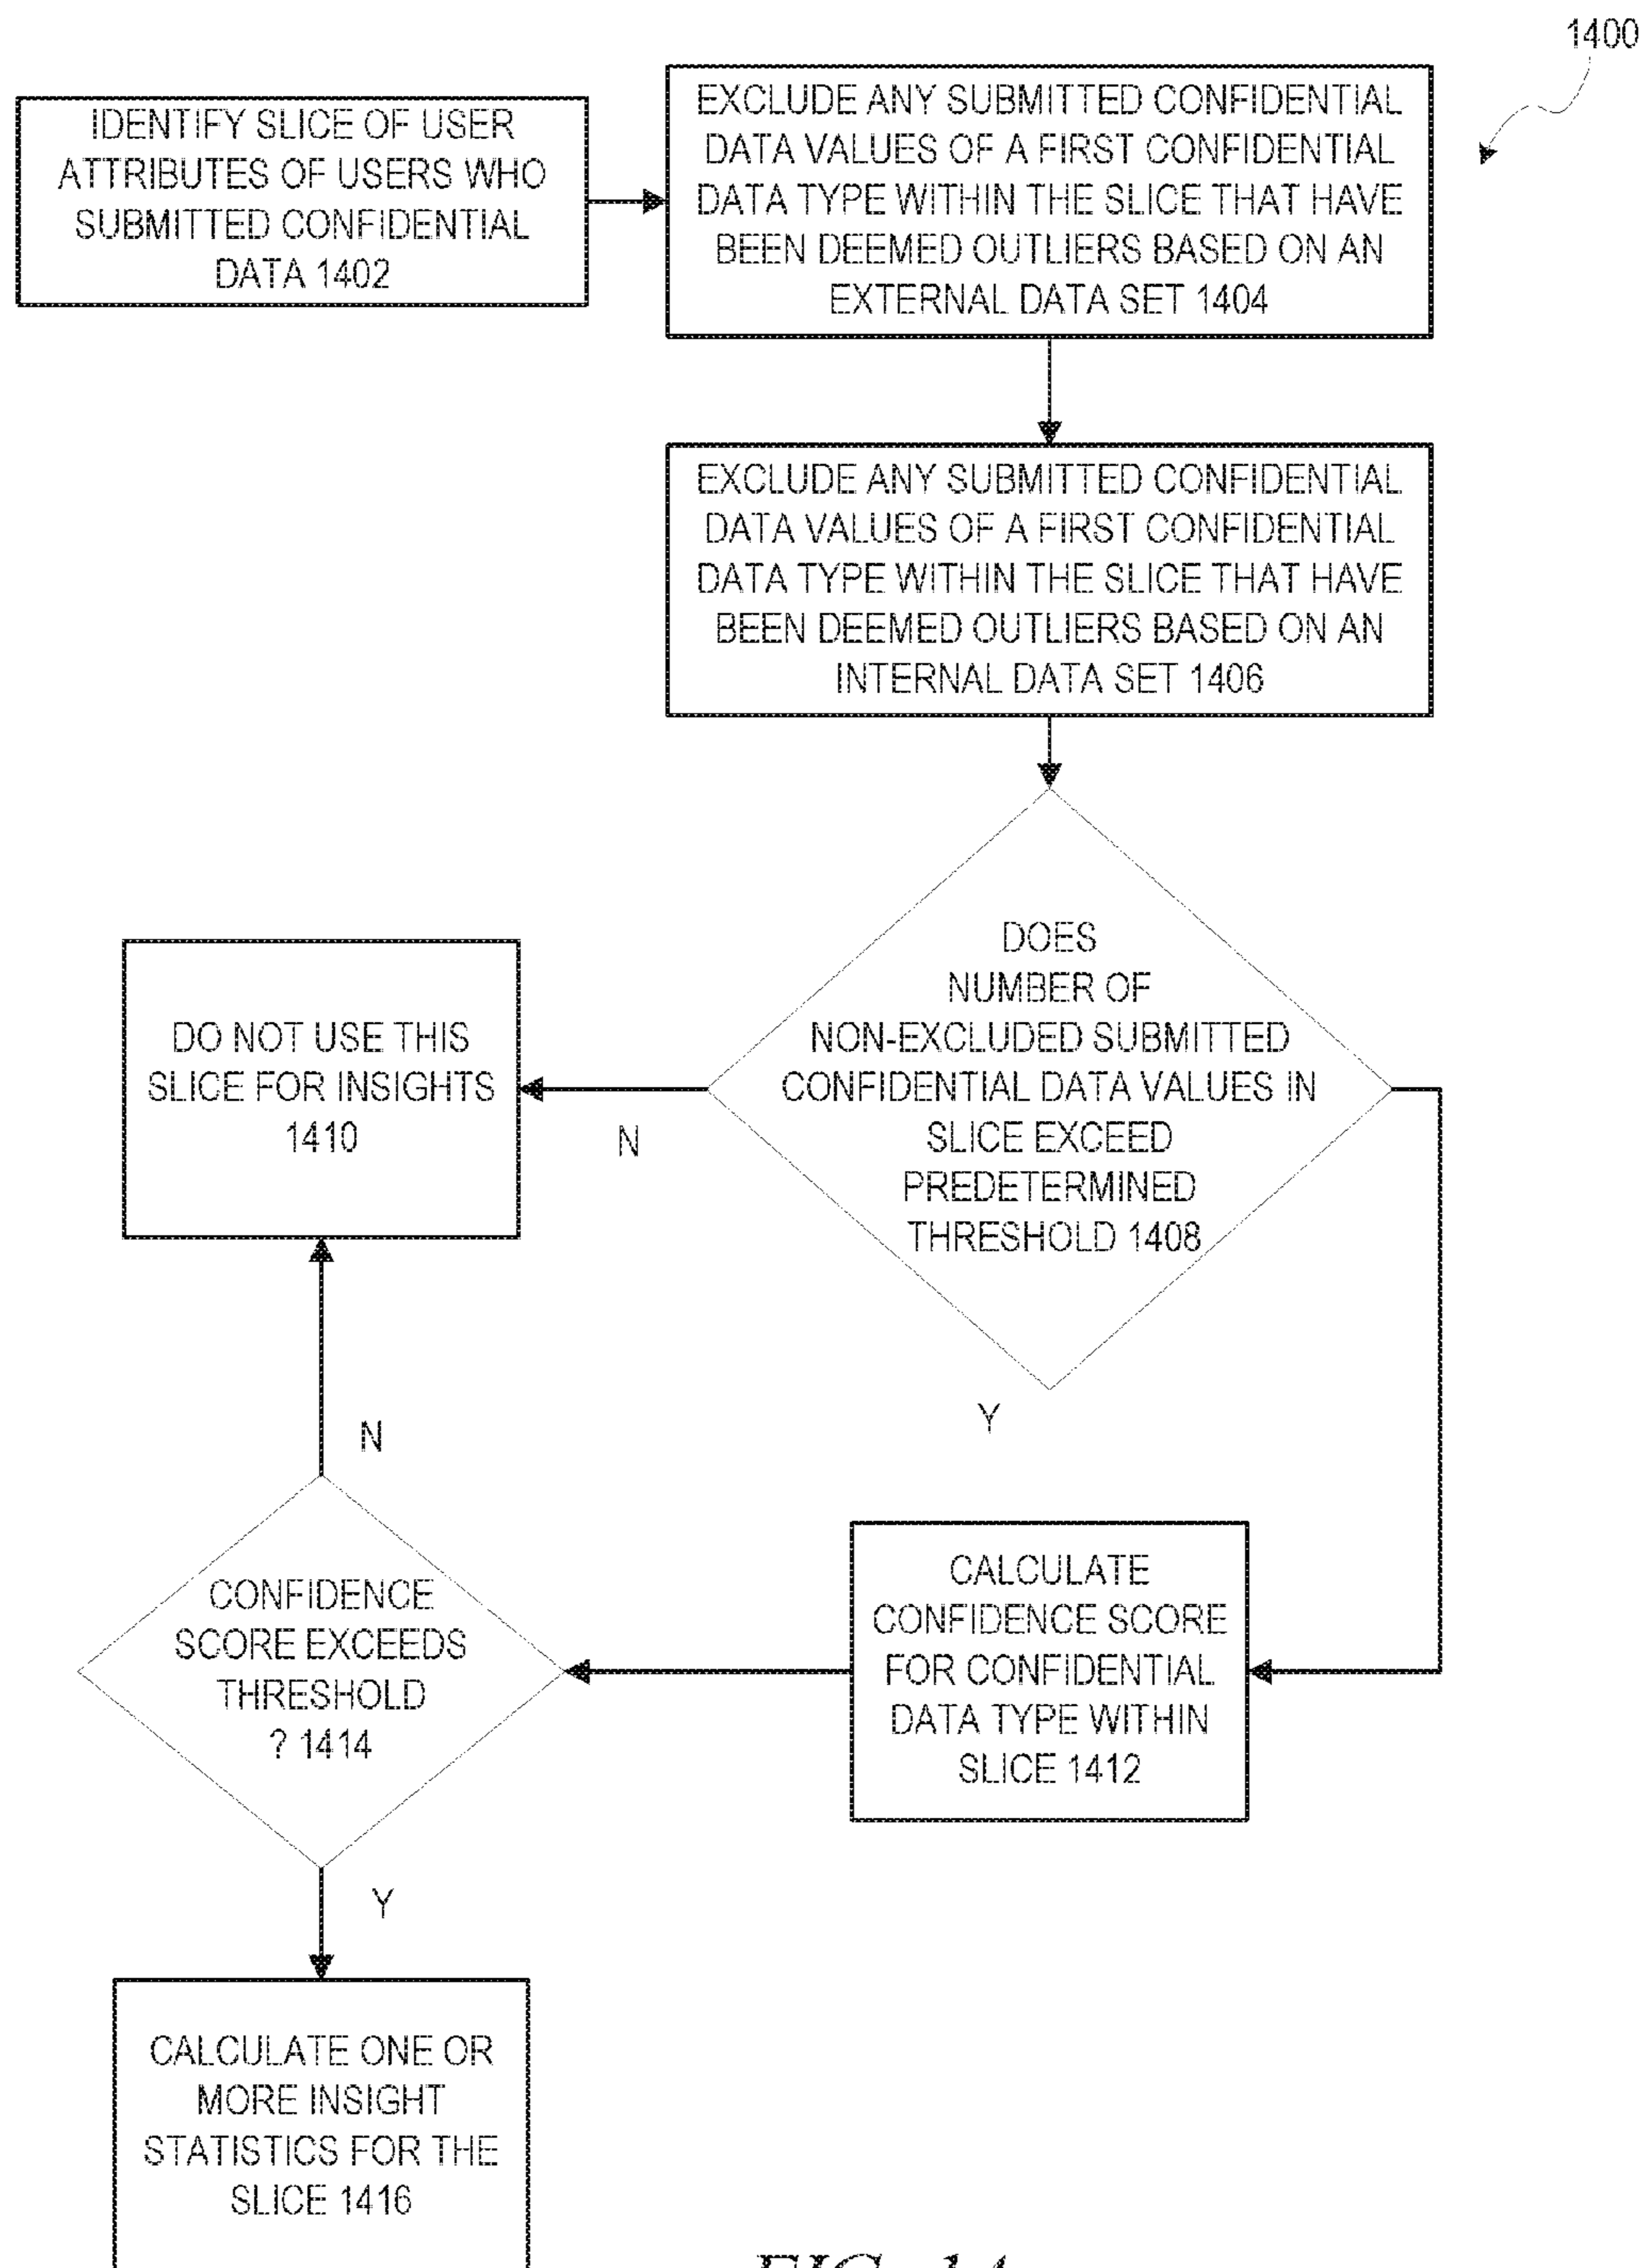 1400
IDENTIFY SLICE OF USER
ATTRIBUTES OF USERS WHO
SUBMITTED CONFIDENTIAL
DATA 1402
EXCLUDE ANY SUBMITTED CONFIDENTIAL
DATA VALUES OF A FIRST CONFIDENTIAL
DATA TYPE WITHIN THE SLICE THAT HAVE
BEEN DEEMED OUTLIERS BASED ON AN
EXTERNAL DATA SET 1404
EXCLUDE ANY SUBMITTED CONFIDENTIAL
DATA VALUES OF A FIRST CONFIDENTIAL
DATA TYPE WITHIN THE SLICE THAT HAVE
BEEN DEEMED OUTLIERS BASED ON AN
INTERNAL DATA SET 1406
DOES
NUMBER OF
NON-EXCLUDED SUBMITTED
CONFIDENTIAL DATA VALUES IN
SLICE EXCEED
PREDETERMINED
THRESHOLD 1408
N
DO NOT USE THIS
SLICE FOR INSIGHTS
1410
Y
CALCULATE
CONFIDENCE SCORE
FOR CONFIDENTIAL
DATA TYPE WITHIN
SLICE 1412
N
CONFIDENCE
SCORE EXCEEDS
THRESHOLD
? 1414
Y
CALCULATE ONE OR
MORE INSIGHT
STATISTICS FOR THE
SLICE 1416
FIG. 14